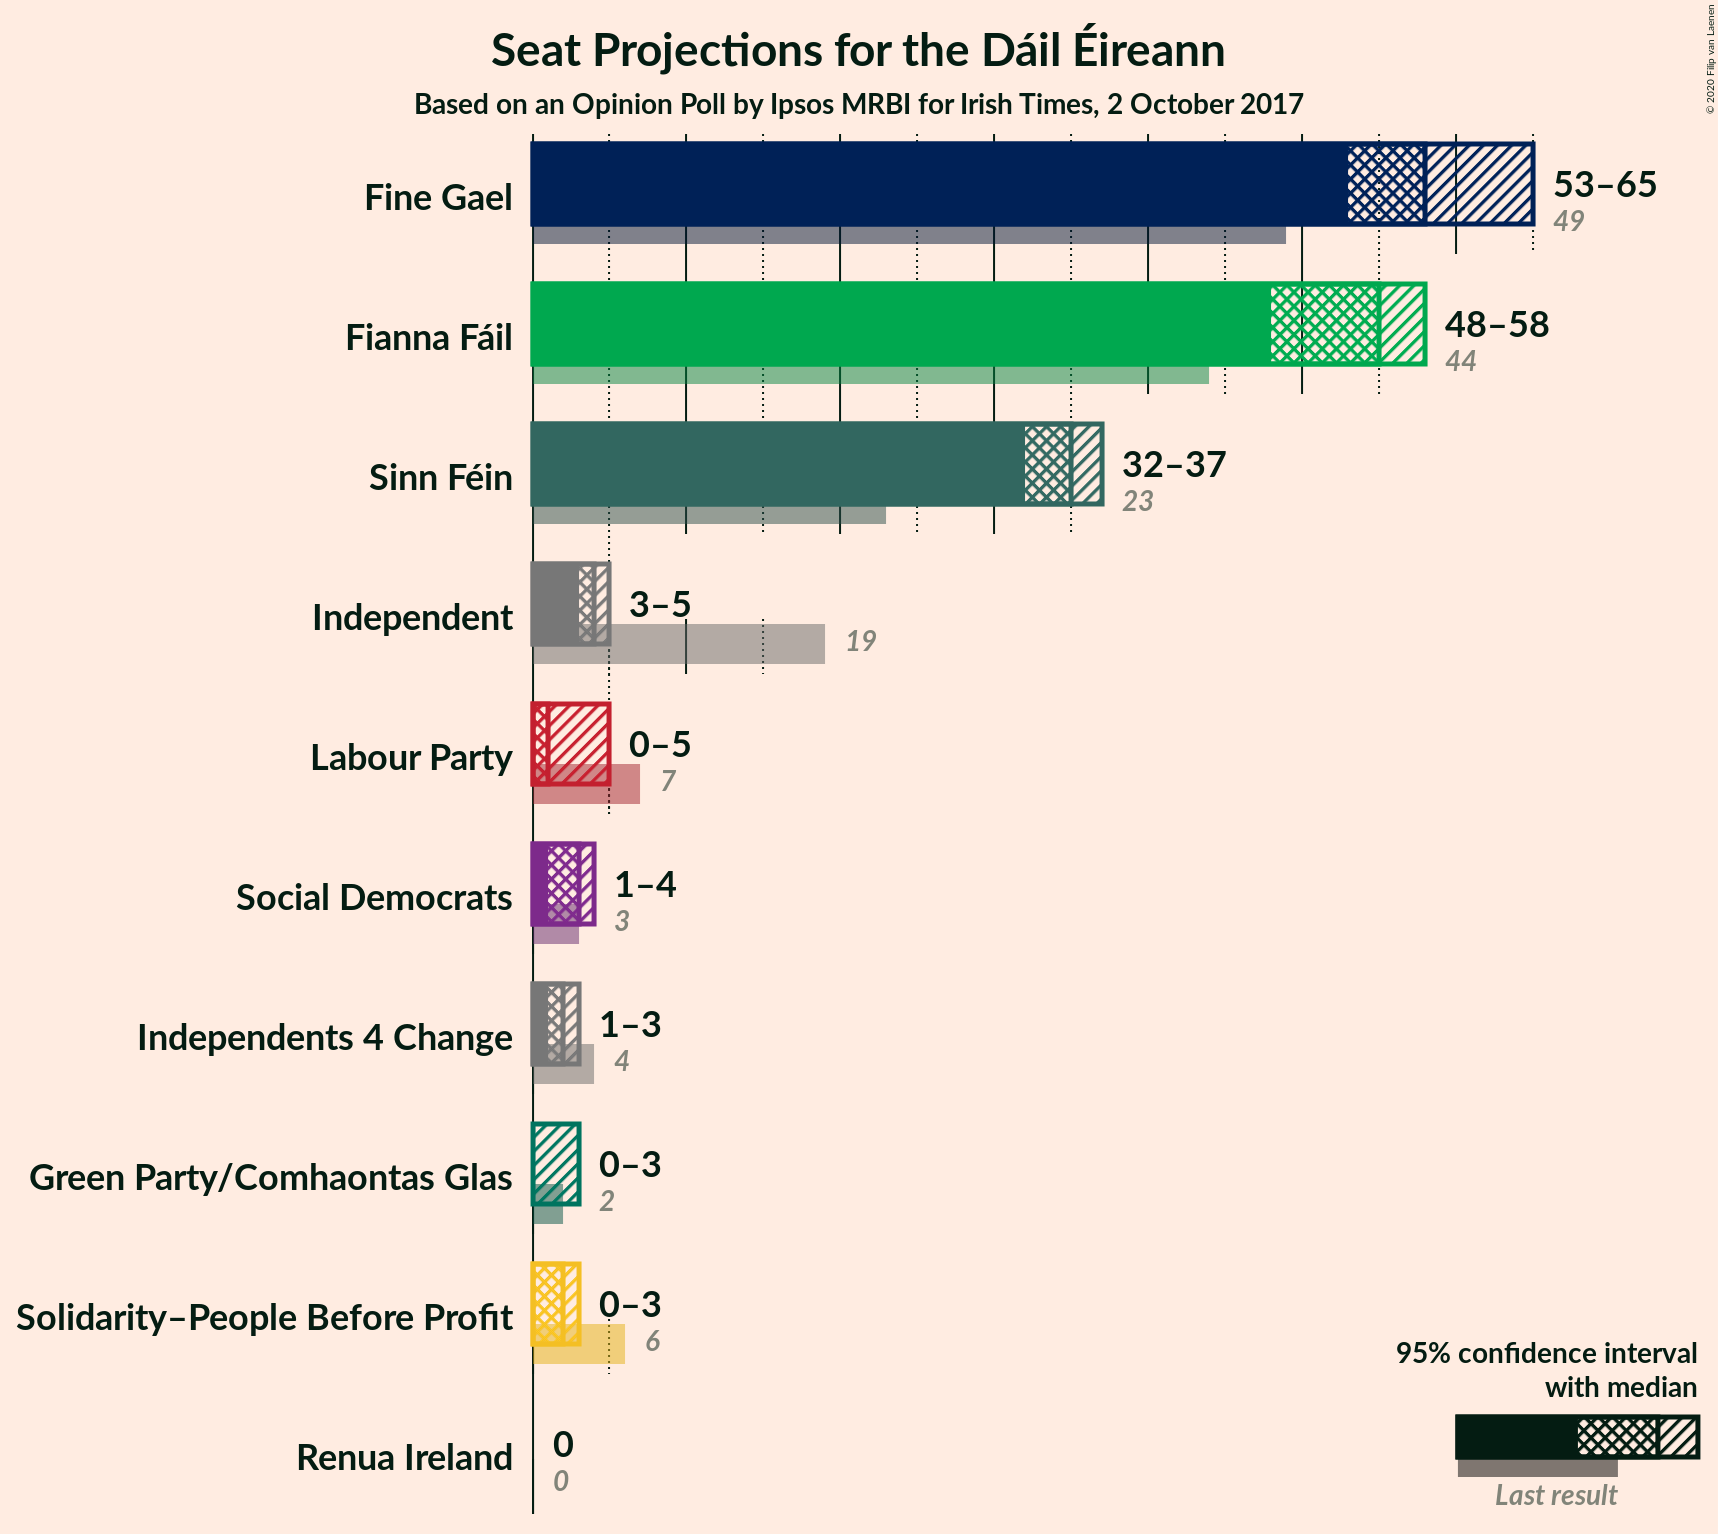 Seat Projections for the Dáil Éireann
Based on an Opinion Poll by Ipsos MRBI for Irish Times, 2 October 2017
© 2020 Filip van Laenen
Fine Gael
53–65
49
Fianna Fáil
48–58
44
Sinn Féin
32–37
23
Independent
3–5
19
Labour Party
0–5
7
Social Democrats
1–4
3
Independents 4 Change
1–3
4
Green Party/Comhaontas Glas
0–3
2
Solidarity–People Before Profit
0–3
6
Renua Ireland
0
0
95% confidence interval
with median
Last result